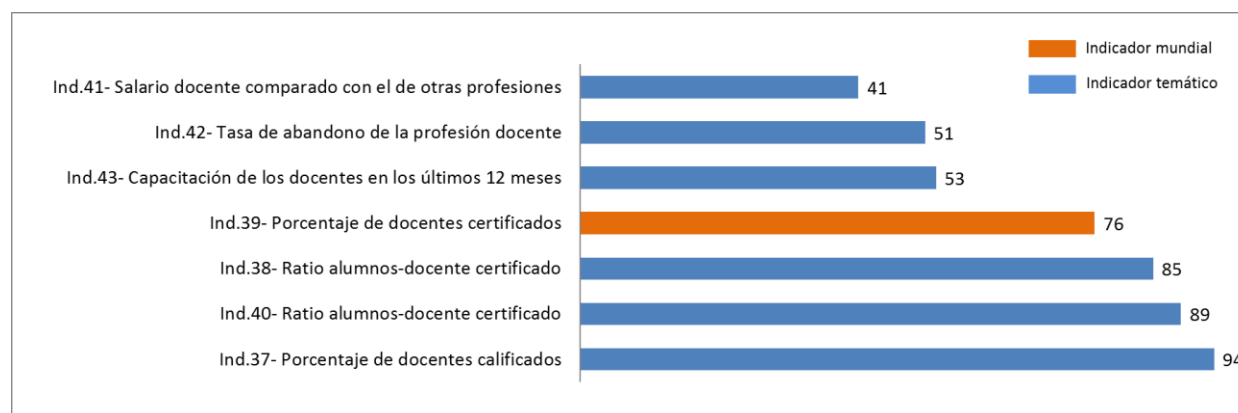 Indicador mundial
Indicador temático
Ind.41- Salario docente comparado con el de otras profesiones 41
Ind.42- Tasa de abandono de la profesión docente 51
Ind.43- Capacitación de los docentes en los últimos 12 meses 53
Ind.39- Porcentaje de docentes certificados 76
Ind.38- Ratio alumnos-docente certificado 85
Ind.40- Ratio alumnos-docente certificado 89
Ind.37- Porcentaje de docentes calificados 94